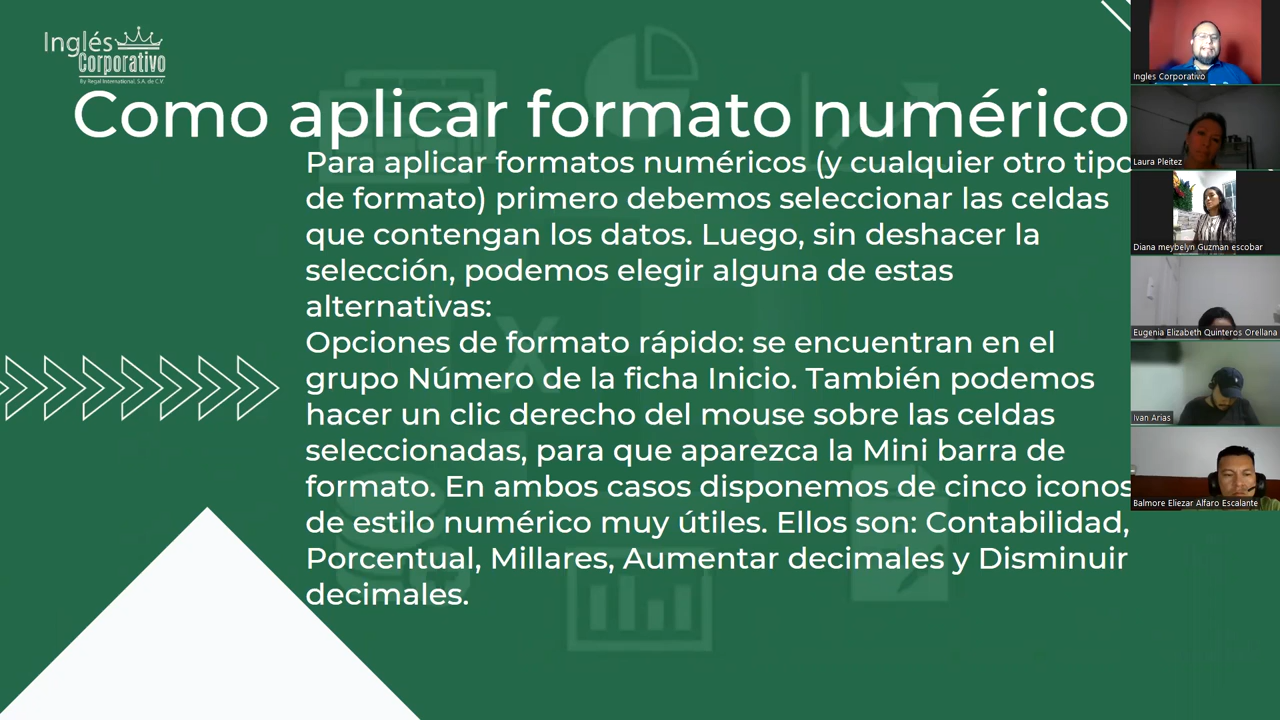 Inglés
Corporativo
By Regal International, S.A. de C.V.
Como aplicar formato numérico
Para aplicar formatos numéricos (y cualquier otro tipo
de formato) primero debemos seleccionar las celdas
que contengan los datos. Luego, sin deshacer la
selección, podemos elegir alguna de estas
alternativas:
Opciones de formato rápido: se encuentran en el
grupo Número de la ficha Inicio. También podemos
hacer un clic derecho del mouse sobre las celdas
seleccionadas, para que aparezca la Mini barra de
formato. En ambos casos disponemos de cinco iconos
de estilo numérico muy útiles. Ellos son: Contabilidad,
Porcentual, Millares, Aumentar decimales y Disminuir
decimales.
Ingles Corporativo
Laura Pleitez
Diana meybelyn Guzman escobar
Eugenia Elizabeth Quinteros Orellana
Ivan Arias
Balmore Eliezar Alfaro Escalante